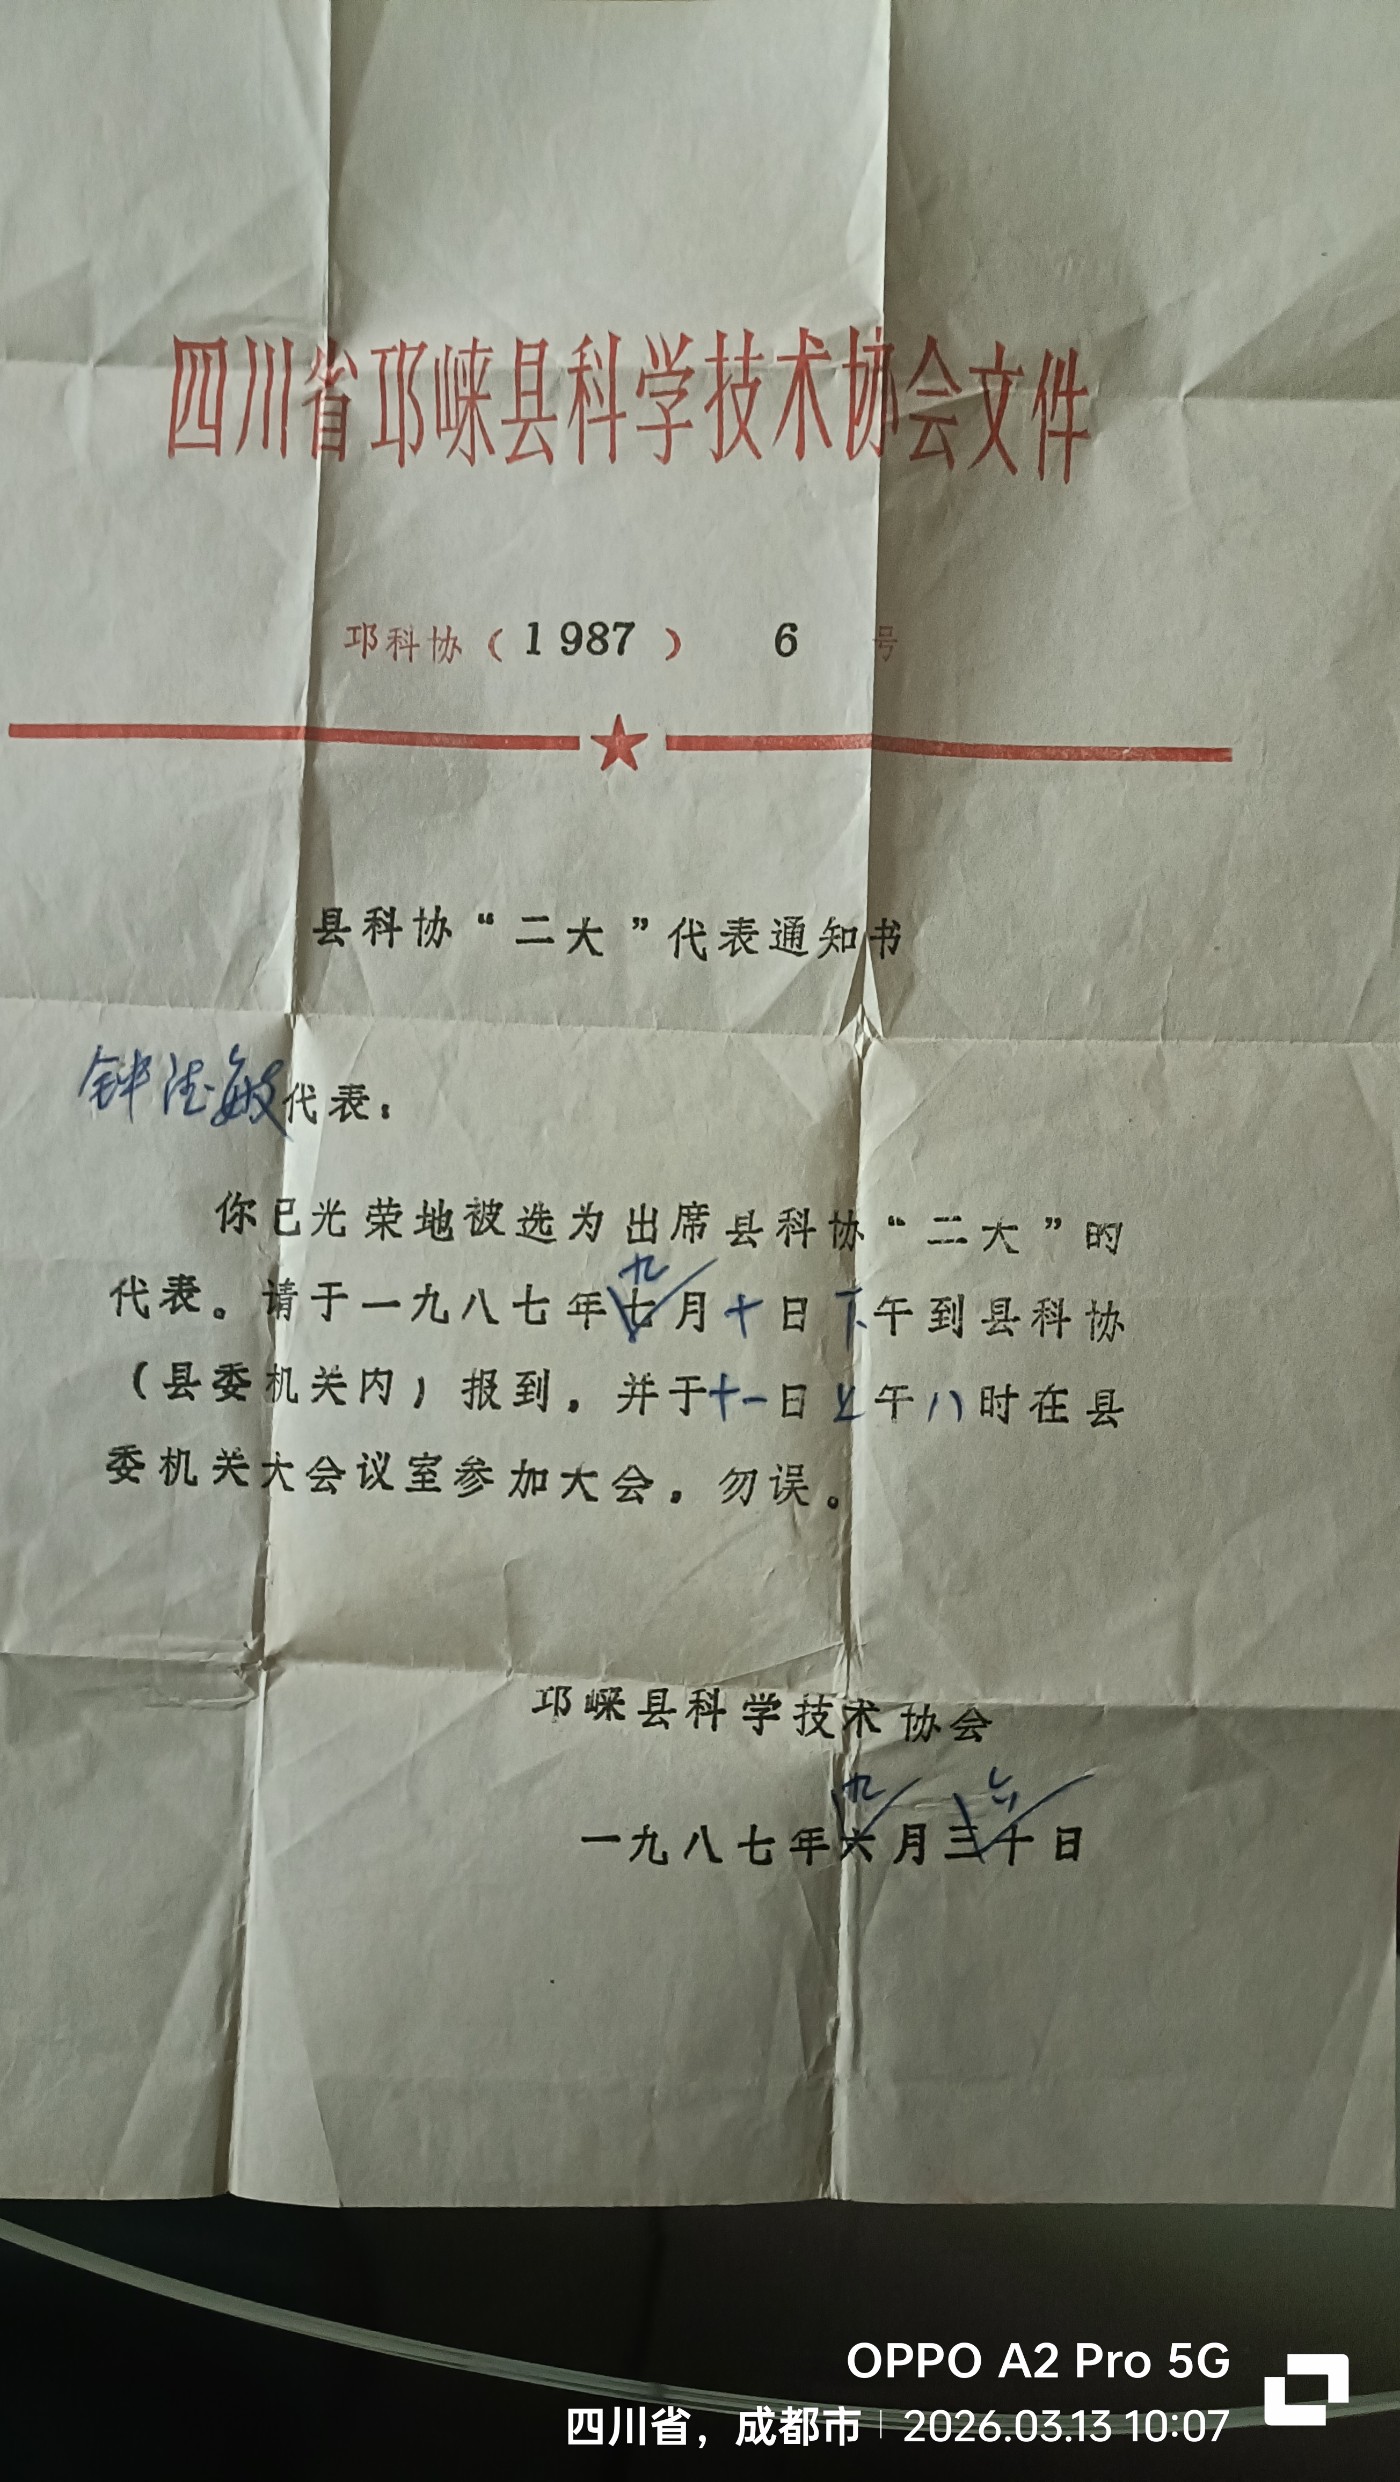 四川省邛崃县科学技术协会文件
邛科协（1987） 6 号
县科协“二大”代表通知书
钟德敏代表：
你已光荣地被选为出席县科协“二大”的
代表。请于一九八七年九月十日下午到县科协
（县委机关内）报到。并于十一日上午八时在县
委机关大会议室参加大会。勿误。
邛崃县科学技术协会
一九八七年九月六日
OPPO A2 Pro 5G
四川省，成都市 | 2026.03.13 10:07